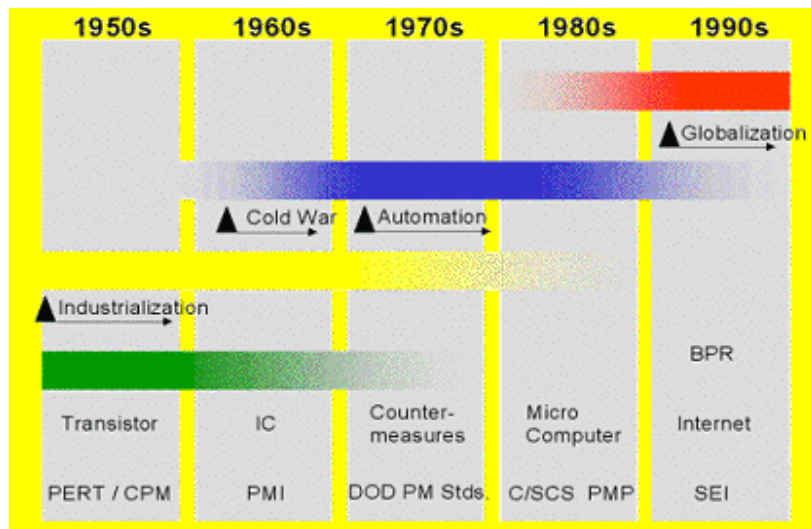 1950s 1960s 1970s 1980s 1990s
Globalization
Cold War Automation
Industrialization
BPR
Transistor IC Counter- Micro Internet
measures Computer
PERT / CPM PMI DOD PM Stds. C/SCS PMP SEI